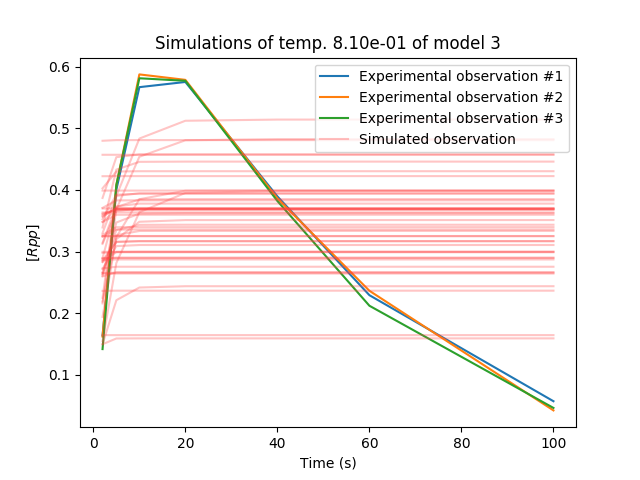 Simulations of temp. 8.10e-01 of model 3
Experimental observation #1
Experimental observation #2
Experimental observation #3
Simulated observation
[Rpp]
0.6
0.5
0.4
0.3
0.2
0.1
0 20 40 60 80 100
Time (s)